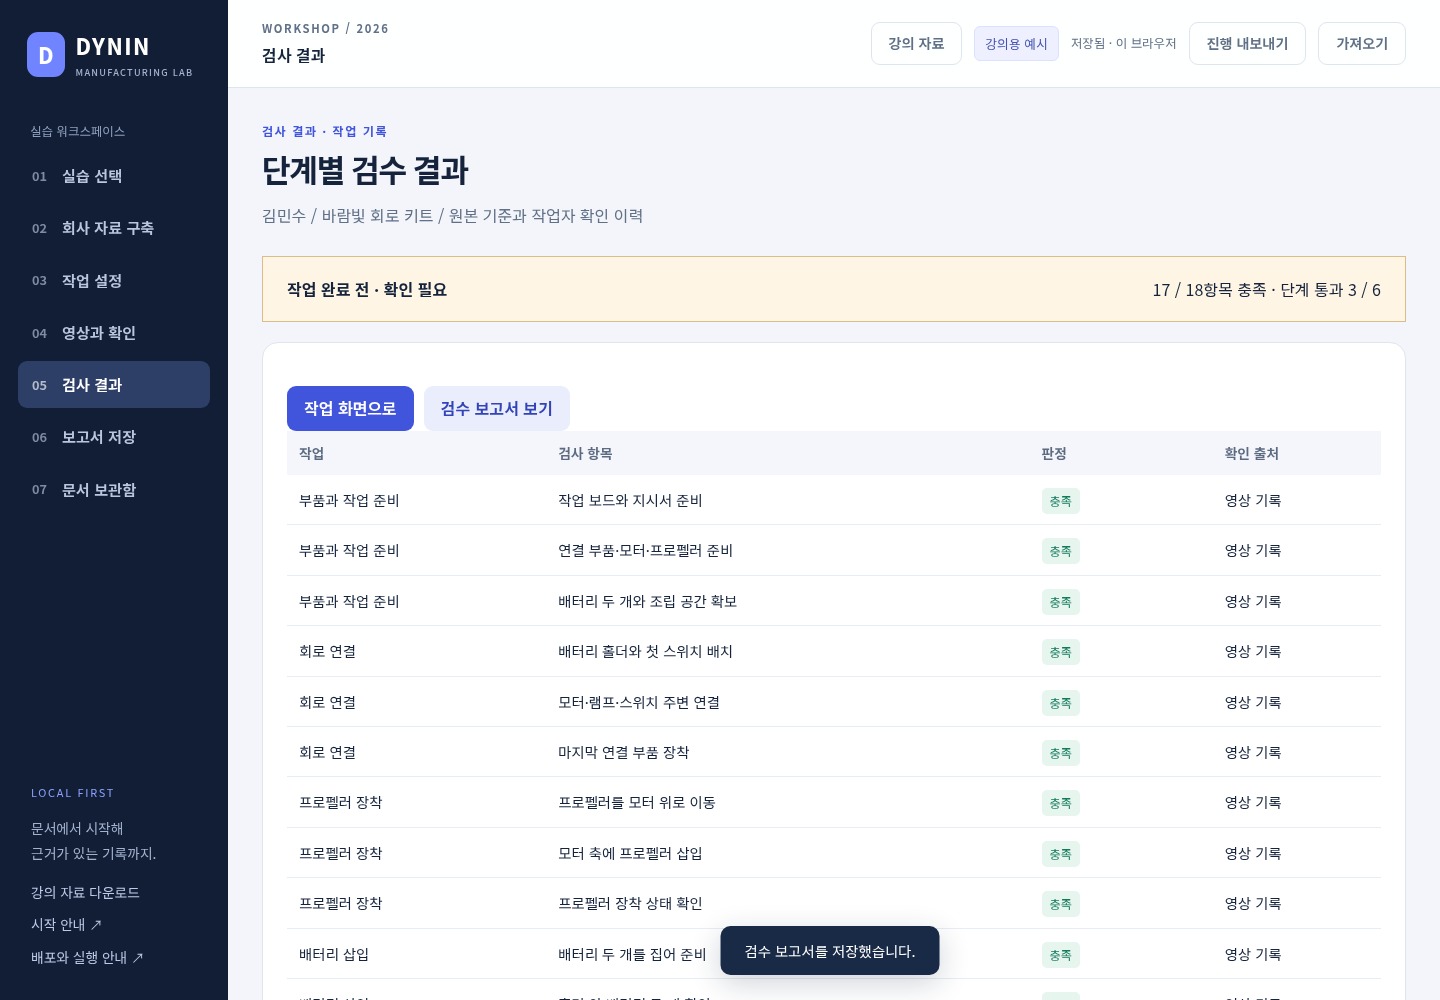 D
DYNIN
MANUFACTURING LAB
실습 워크스페이스
01 실습 선택
02 회사 자료 구축
03 작업 설정
04 영상과 확인
05 검사 결과
06 보고서 저장
07 문서 보관함
LOCAL FIRST
문서에서 시작해
근거가 있는 기록까지.
강의 자료 다운로드
시작 안내 ↗
배포와 실행 안내 ↗
WORKSHOP / 2026
검사 결과
강의 자료
강의용 예시
저장됨 · 이 브라우저
진행 내보내기
가져오기
검사 결과 · 작업 기록
단계별 검수 결과
김민수 / 바람빛 회로 키트 / 원본 기준과 작업자 확인 이력
작업 완료 전 · 확인 필요
17 / 18항목 충족 · 단계 통과 3 / 6
작업 화면으로
검수 보고서 보기
작업 검사 항목 판정 확인 출처
부품과 작업 준비 작업 보드와 지시서 준비 충족 영상 기록
부품과 작업 준비 연결 부품·모터·프로펠러 준비 충족 영상 기록
부품과 작업 준비 배터리 두 개와 조립 공간 확보 충족 영상 기록
회로 연결 배터리 홀더와 첫 스위치 배치 충족 영상 기록
회로 연결 모터·램프·스위치 주변 연결 충족 영상 기록
회로 연결 마지막 연결 부품 장착 충족 영상 기록
프로펠러 장착 프로펠러를 모터 위로 이동 충족 영상 기록
프로펠러 장착 모터 축에 프로펠러 삽입 충족 영상 기록
프로펠러 장착 프로펠러 장착 상태 확인 충족 영상 기록
배터리 삽입 배터리 두 개를 집어 준비 충족 영상 기록
검수 보고서를 저장했습니다.